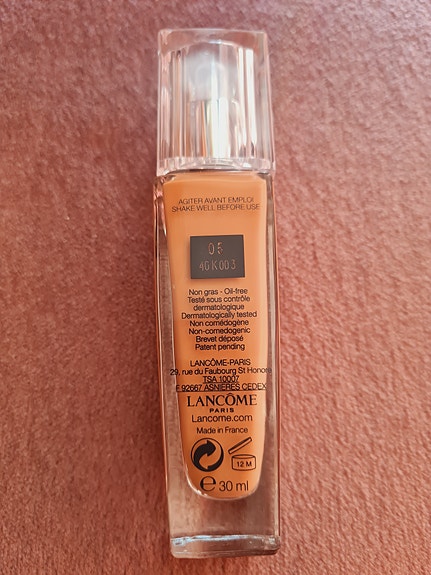 AGITER AVANT EMPLOI
SHAKE WELL BEFORE USE
05
40K003
Non gras - Oil-free
Testé sous contrôle
dermatologique
Dermatologically tested
Non comédogène
Non-comedogenic
Brevet déposé
Patent pending
LANCÔME-PARIS
29, rue du Faubourg St Honoré
TSA 10007
F 92667 ASNIERES CEDEX
LANCÔME
PARIS
Lancome.com
Made in France
12 M
e 30 ml